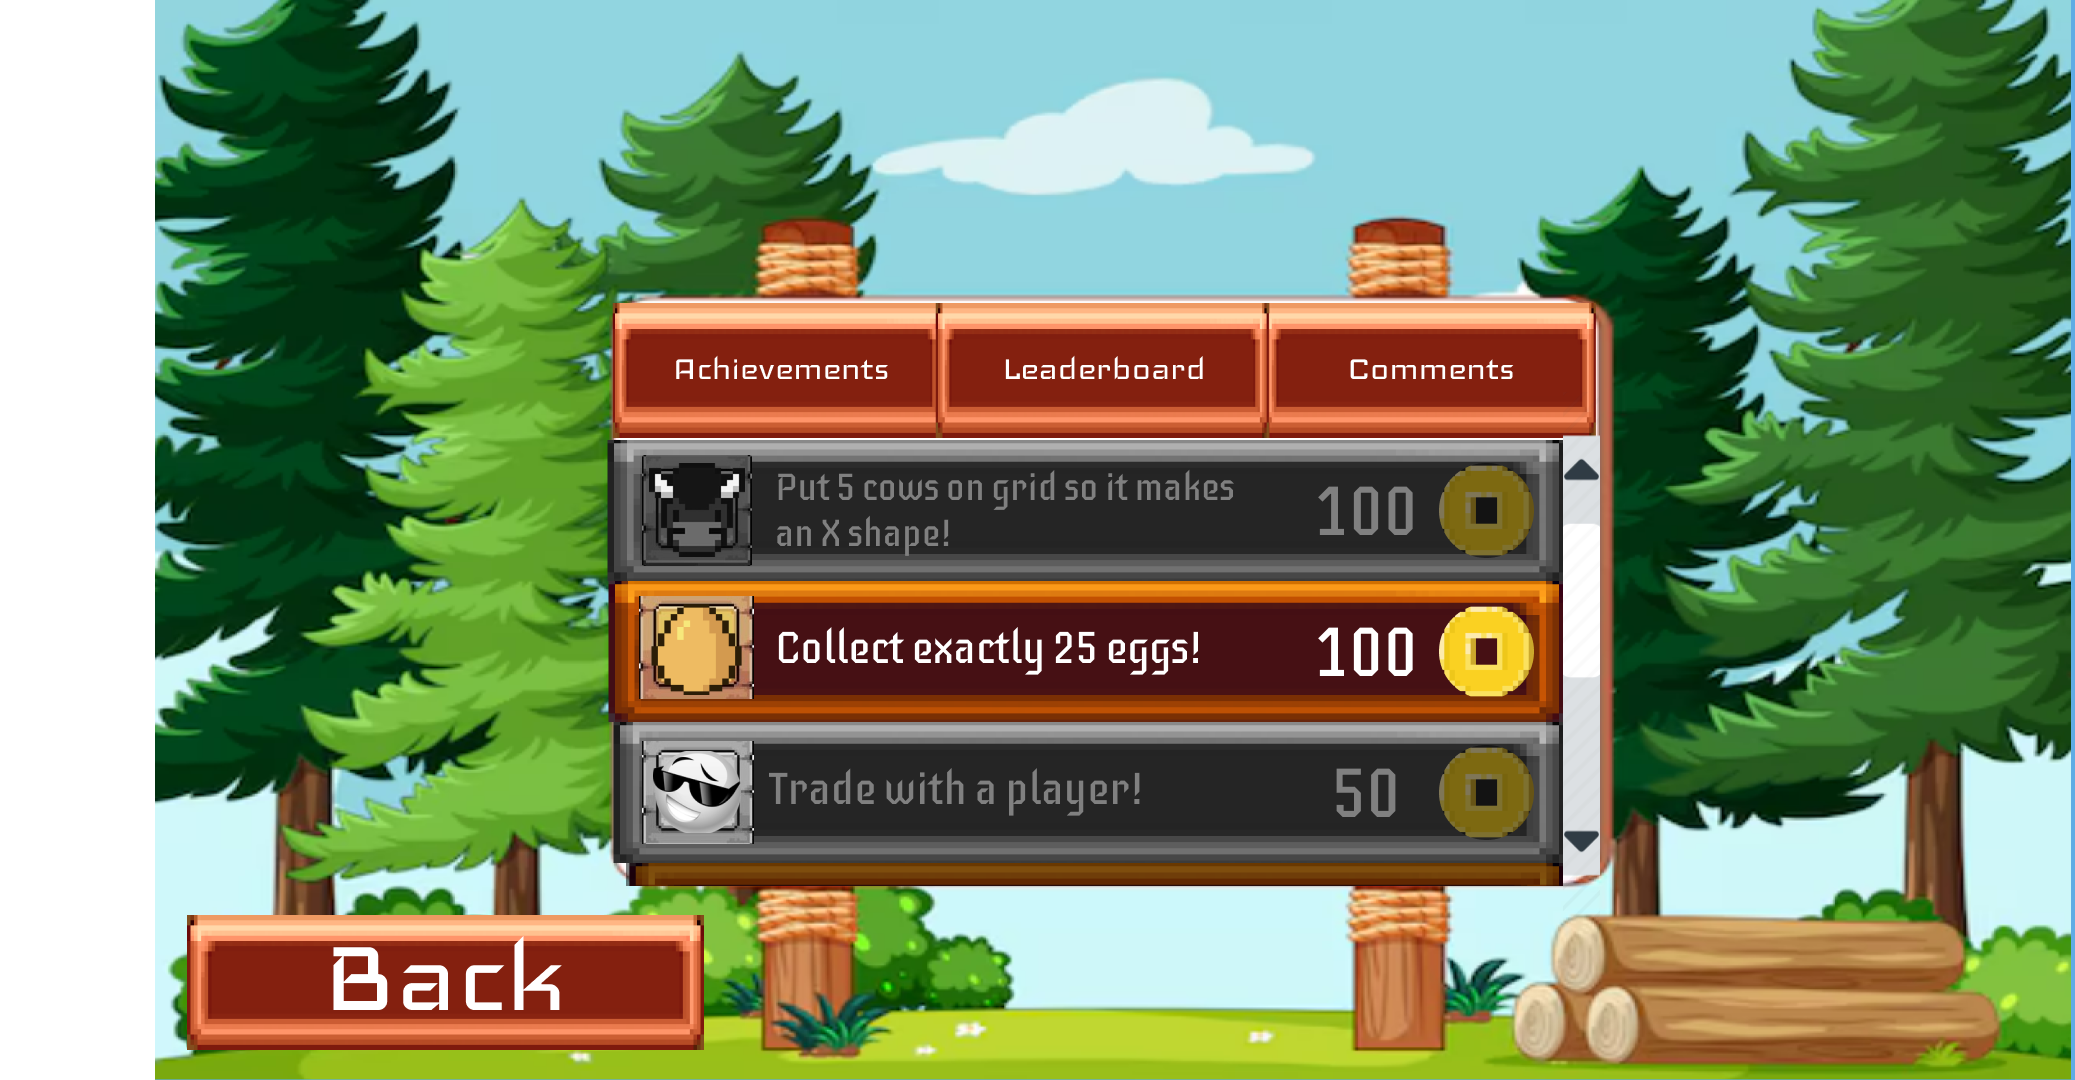 Achievements
Leaderboard
Comments
Put 5 cows on grid so it makes
an X shape!
100
Collect exactly 25 eggs!
100
Trade with a player!
50
Back